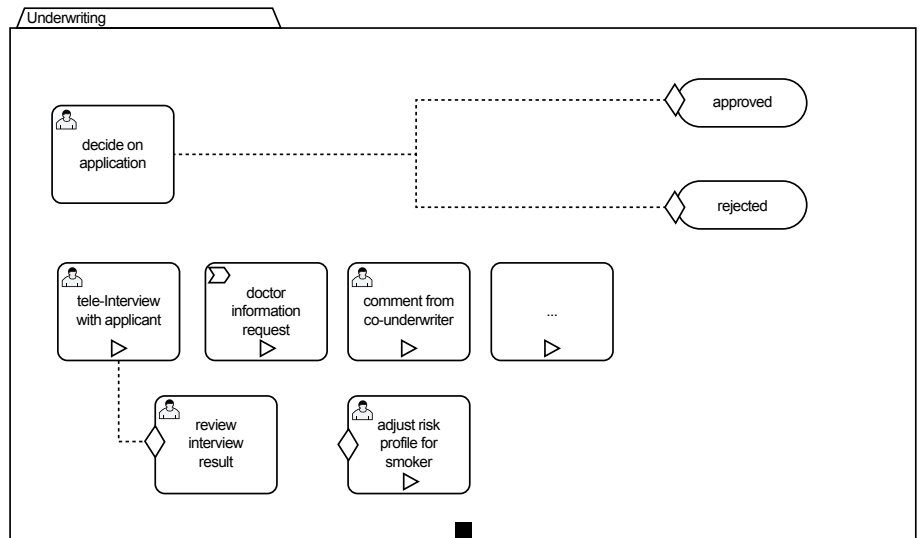 Underwriting
approved
decide on
application
rejected
tele-Interview
with applicant
doctor
information
request
comment from
co-underwriter
...
review
interview
result
adjust risk
profile for
smoker